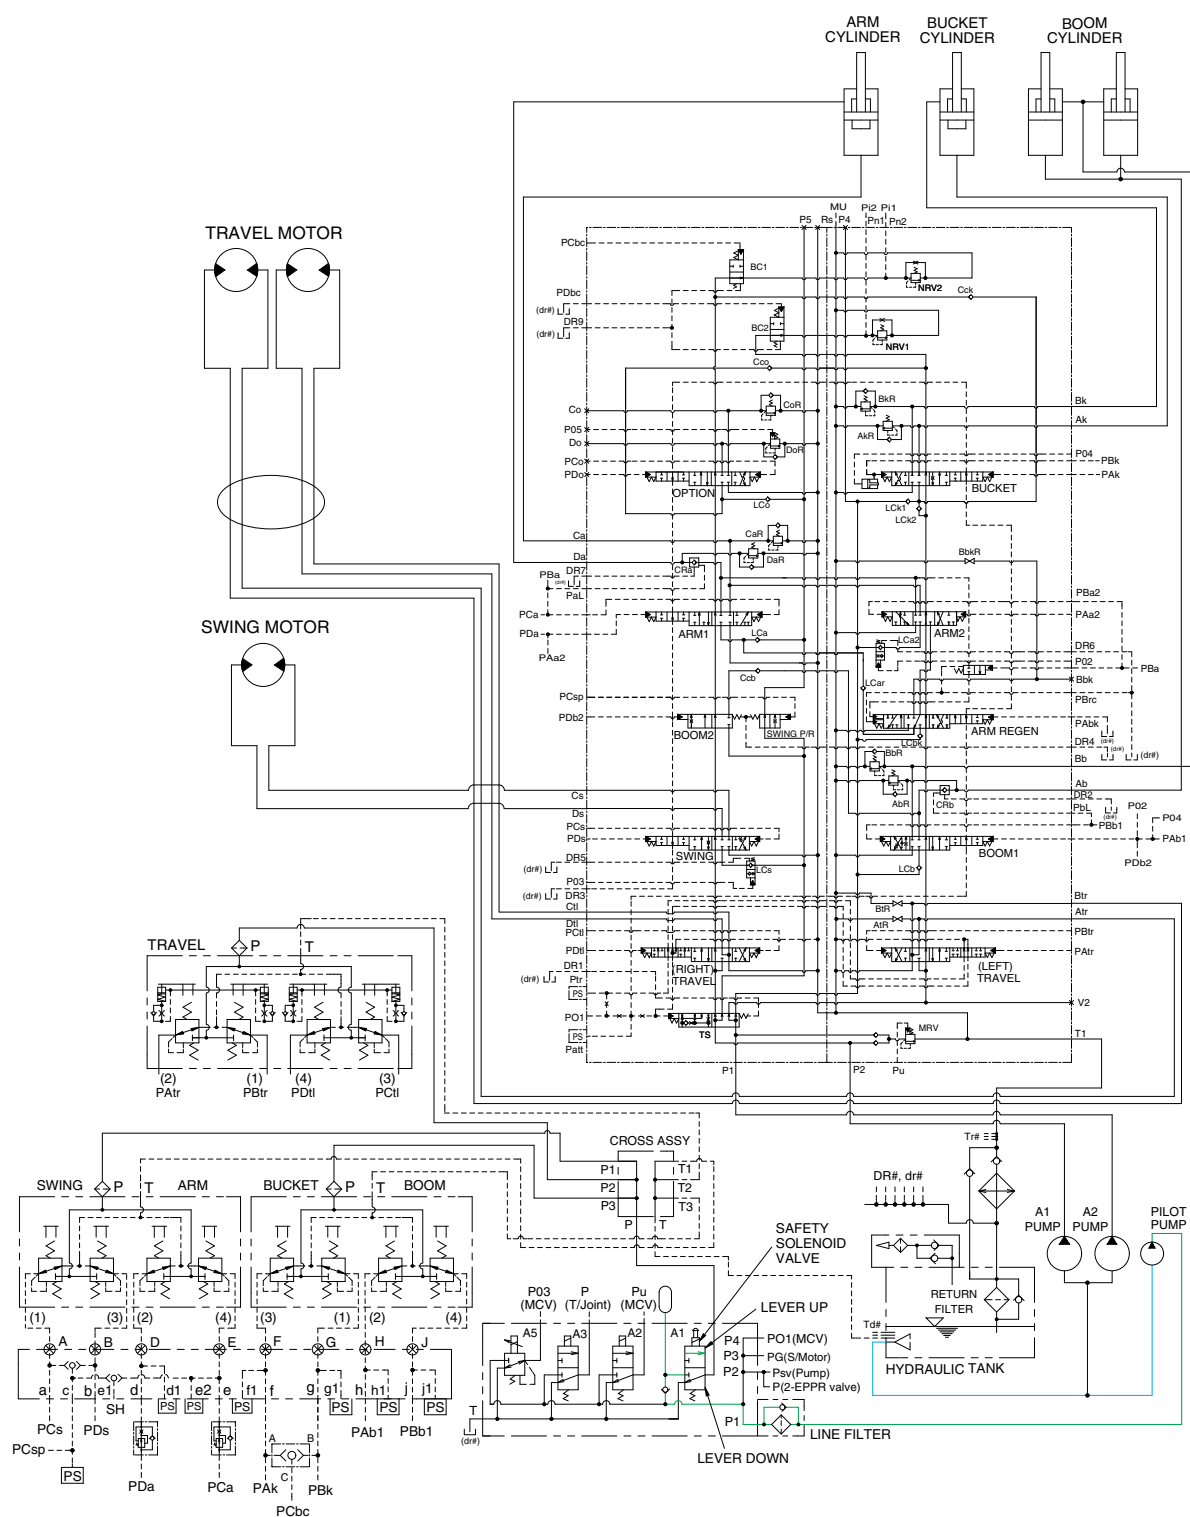 ARM
CYLINDER
BUCKET
CYLINDER
BOOM
CYLINDER
TRAVEL MOTOR
SWING MOTOR
P5
Rs
MU
P4
Pi2
Pi1
Pn1
Pn2
PCbc
BC1
NRV2
Cck
PDbc
(dr#)
DR9
(dr#)
BC2
NRV1
Cco
Co
CoR
P05
Do
DoR
PCo
PDo
OPTION
LCo
BkR
Bk
Ak
AkR
P04
PBk
PAk
BUCKET
LCk1
LCk2
Ca
CaR
Da
DaR
CRa
DR7
PBa
(dr#)
PaL
PCa
PDa
PAa2
ARM1
LCa
BbkR
PBa2
PAa2
ARM2
LCa2
DR6
P02
PBa
Bbk
PBrc
LCar
Ccb
PCsp
PDb2
BOOM2
SWING P/R
ARM REGEN
LCbk
PAbk
(dr#)
DR4
(dr#)
(dr#)
Bb
BbR
AbR
CRb
Ab
DR2
PbL
(dr#)
PBb1
P02
P04
PAb1
PDb2
BOOM1
LCb
Cs
Ds
PCs
PDs
SWING
DR5
(dr#)
LCs
P03
(dr#)
DR3
Ctl
Dtl
PCtl
PDtl
(RIGHT)
TRAVEL
DR1
(dr#)
Ptr
PS
PO1
PS
Patt
TS
Btr
BtR
Atr
AtR
PBtr
PAtr
(LEFT)
TRAVEL
V2
MRV
T1
P1
P2
Pu
TRAVEL
P
T
(2)
PAtr
(1)
PBtr
(4)
PDtl
(3)
PCtl
CROSS ASSY
P1
T1
P2
T2
P3
T3
P
T
SWING
P
T
ARM
BUCKET
P
T
BOOM
(1)
(3)
(2)
(4)
(3)
(1)
(2)
(4)
A
B
D
E
F
G
H
J
a
c
b
e1
d
d1
e2
e
f1
f
g
g1
h
h1
j
j1
SH
PS
PS
PS
PS
PS
PS
PCs
PDs
PCsp
PS
PDa
PCa
A
B
C
PAk
PBk
PCbc
PAb1
PBb1
SAFETY
SOLENOID
VALVE
LEVER UP
LEVER DOWN
P03
(MCV)
P
(T/Joint)
Pu
(MCV)
A5
A3
A2
A1
P4
PO1(MCV)
P3
PG(S/Motor)
P2
Psv(Pump)
P(2-EPPR valve)
P1
T
(dr#)
LINE FILTER
Tr#
DR#, dr#
A1
PUMP
A2
PUMP
PILOT
PUMP
RETURN
FILTER
Td#
HYDRAULIC TANK